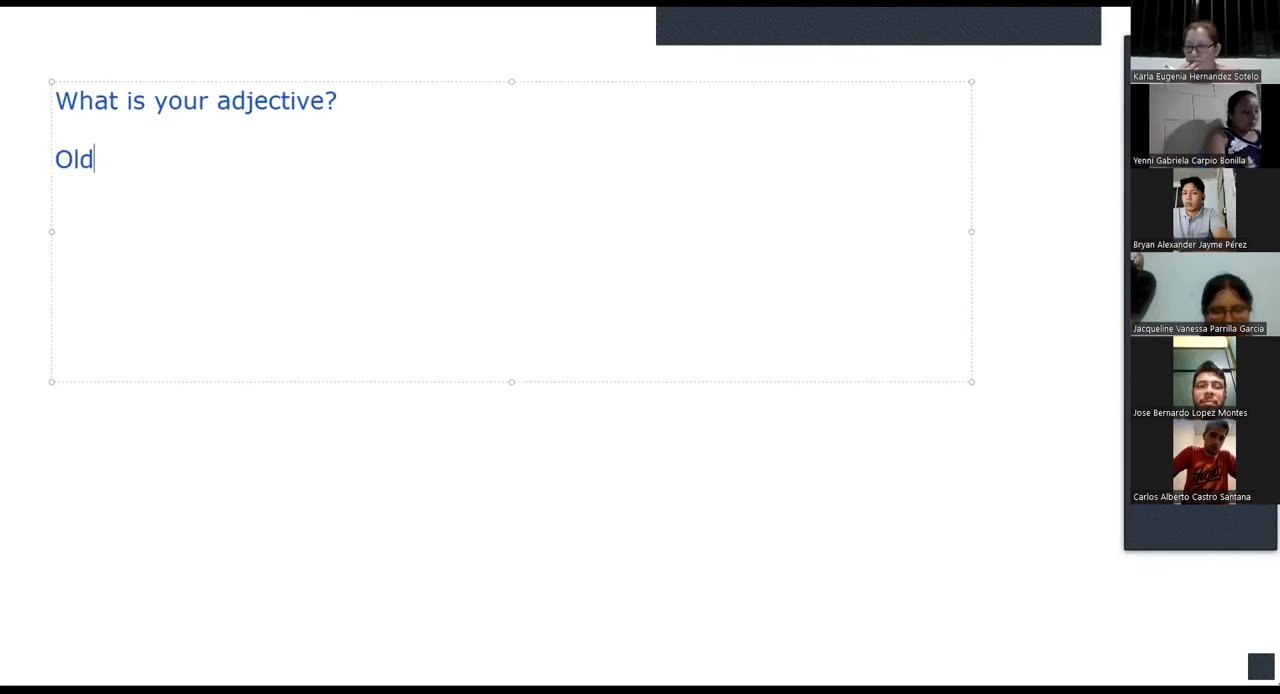 What is your adjective?
Old
Karla Eugenia Hernandez Sotelo
Yenni Gabriela Carpio Bonilla
Bryan Alexander Jayme Pérez
Jacqueline Vanessa Parrilla Garcia
Jose Bernardo Lopez Montes
Carlos Alberto Castro Santana